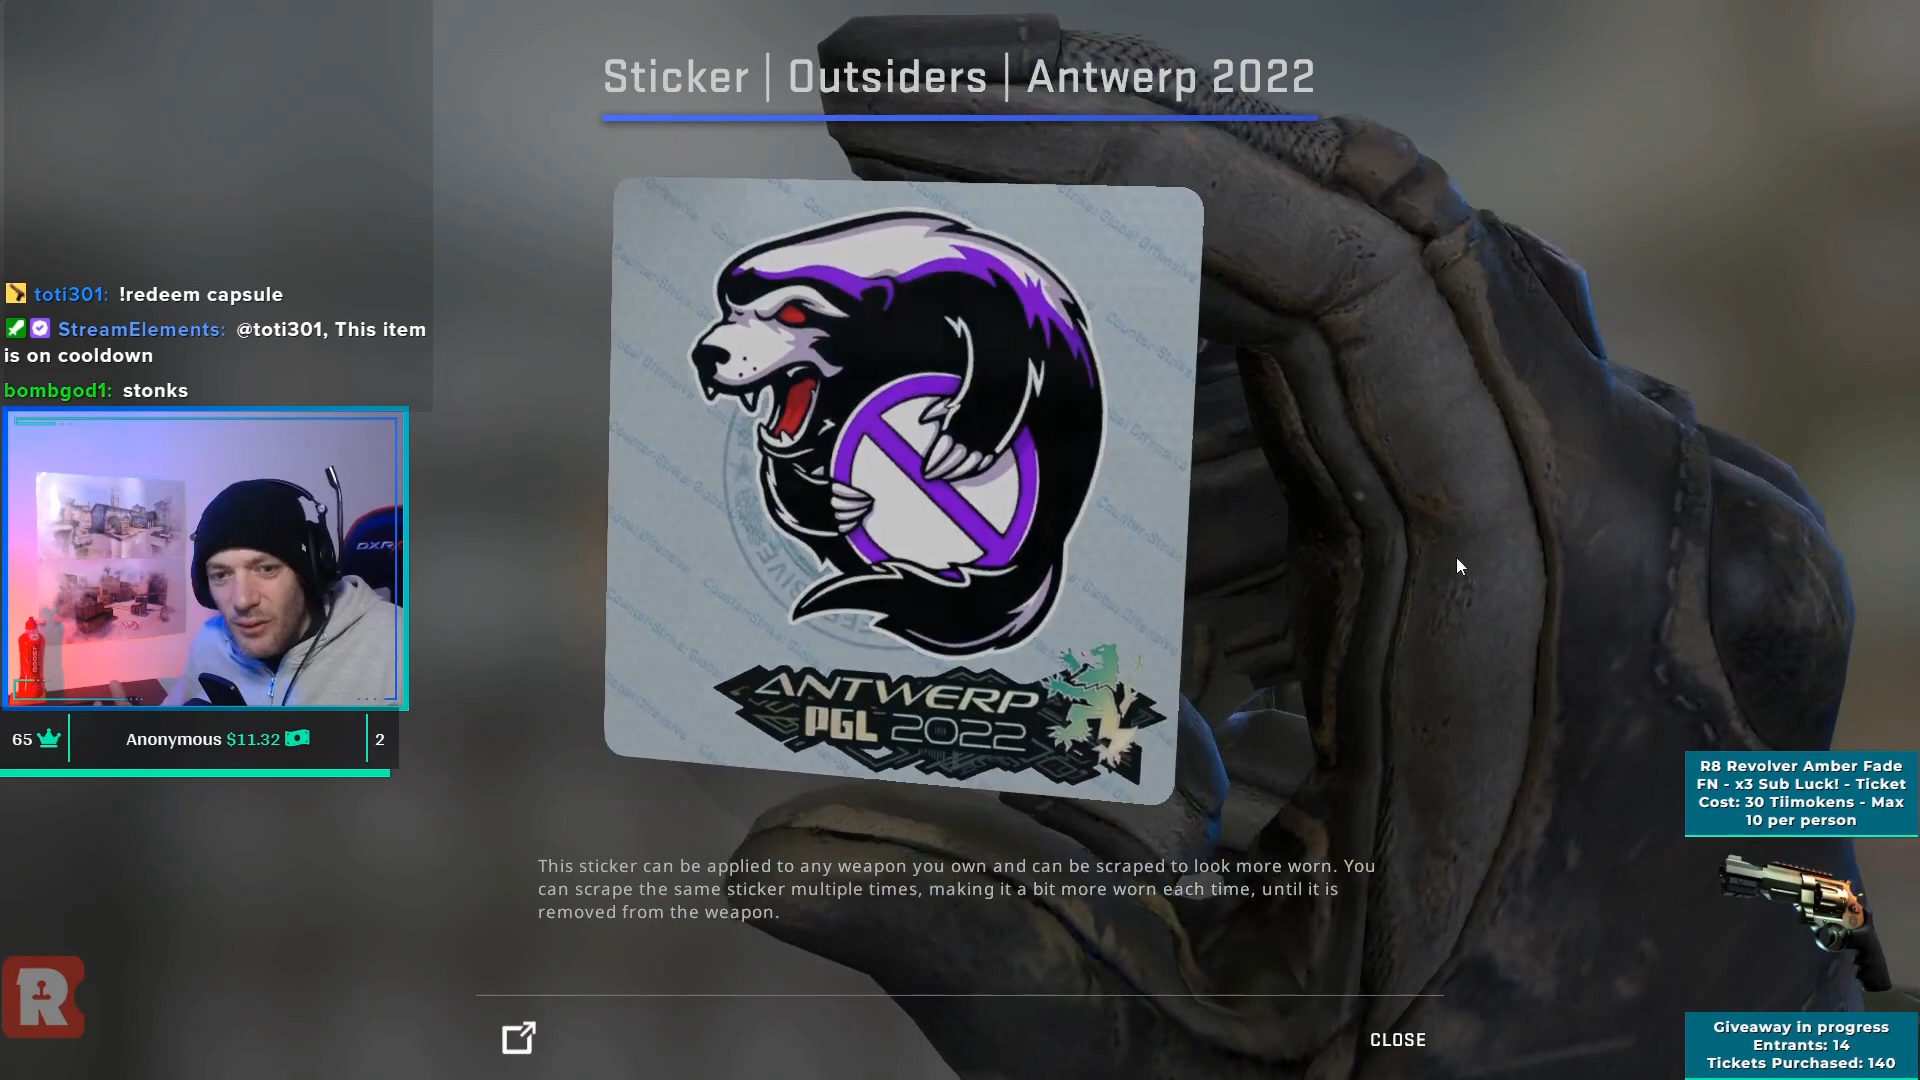 Sticker | Outsiders | Antwerp 2022
toti301: !redeem capsule
StreamElements: @toti301, This item
is on cooldown
bombgod1: stonks
DXR
BOOST
65
Anonymous $11.32
2
ANTWERP
PGL 2022
This sticker can be applied to any weapon you own and can be scraped to look more worn. You
can scrape the same sticker multiple times, making it a bit more worn each time, until it is
removed from the weapon.
CLOSE
R
R8 Revolver Amber Fade
FN - x3 Sub Luck! - Ticket
Cost: 30 Tiimokens - Max
10 per person
Giveaway in progress
Entrants: 14
Tickets Purchased: 140